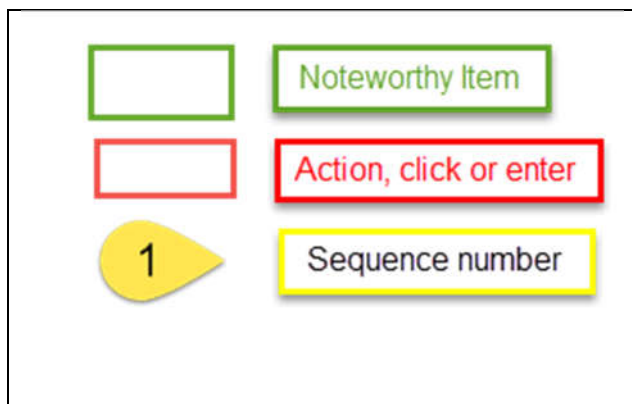 Noteworthy Item
Action, click or enter
1
Sequence number